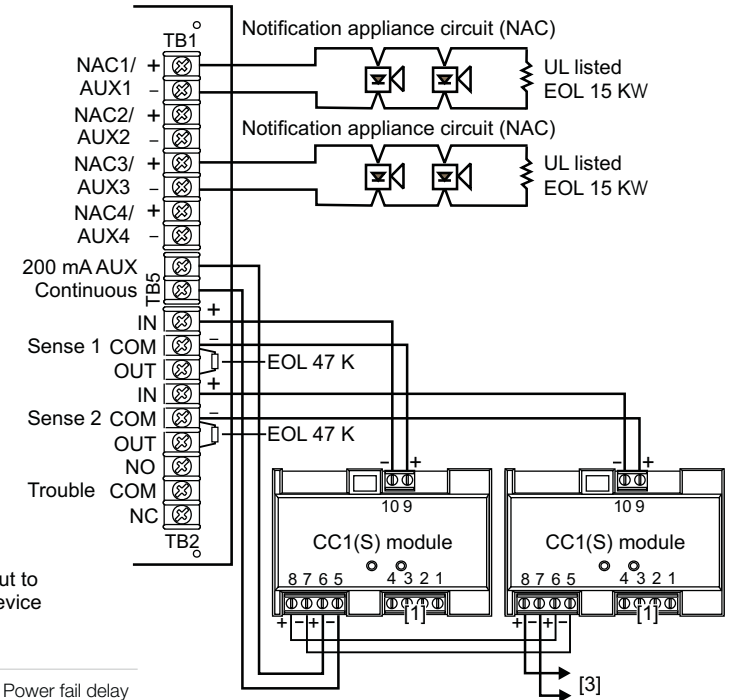 TB1
Notification appliance circuit (NAC)
NAC1/ +
AUX1 –
UL listed
EOL 15 KW
NAC2/ +
AUX2 –
Notification appliance circuit (NAC)
NAC3/ +
AUX3 –
UL listed
EOL 15 KW
NAC4/ +
AUX4 –
200 mA AUX
Continuous
TB5
IN +
Sense 1 COM –
OUT
EOL 47 K
IN +
Sense 2 COM –
OUT
EOL 47 K
NO
Trouble COM
NC
TB2
– +
10 9
CC1(S) module
8 7 6 5 4 3 2 1
+ – + –
[1]
– +
10 9
CC1(S) module
8 7 6 5 4 3 2 1
+ – + –
[1]
[3]
ut to
evice
Power fail delay